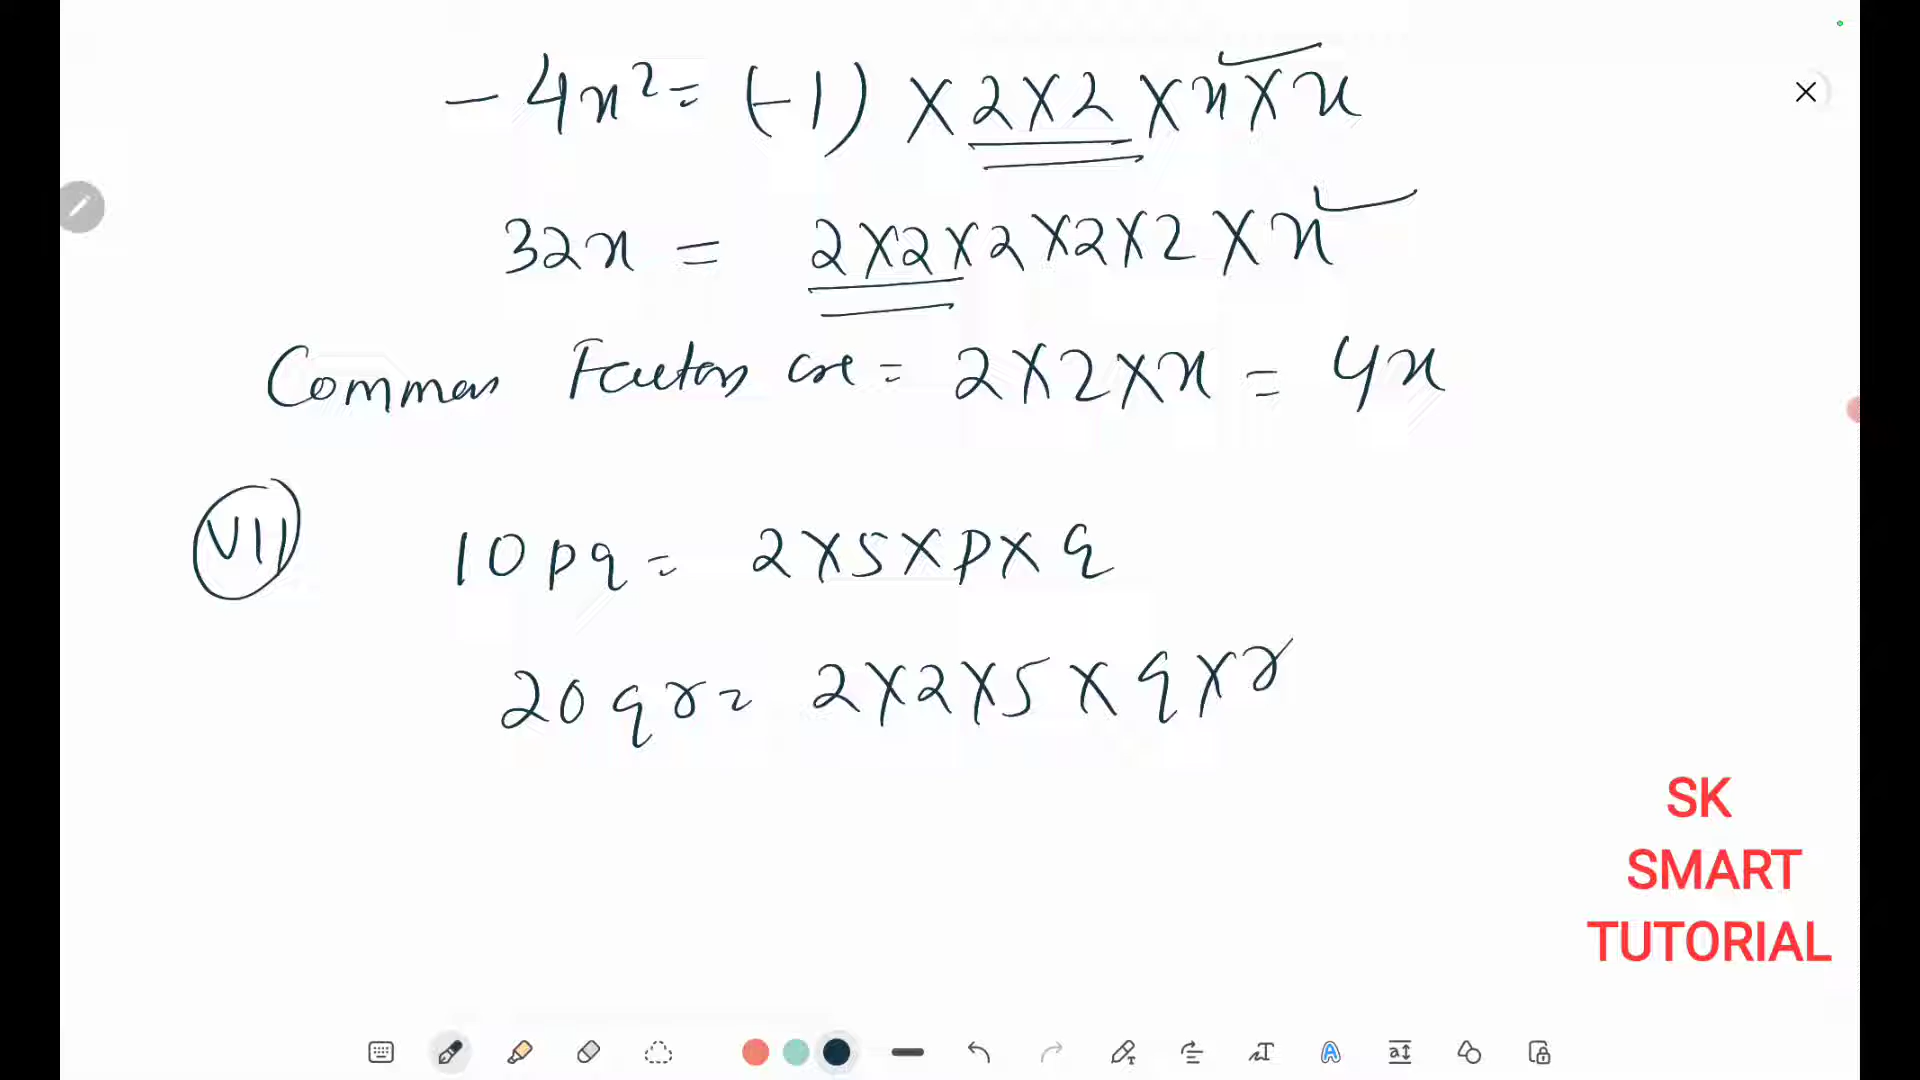 - 4x² = (-1) × 2×2 × x × x
32x = 2×2×2×2×2×x
Common Factors are = 2×2×x = 4x
VII 10pq = 2×5×p×q
20qr = 2×2×5×q×r
SK
SMART
TUTORIAL